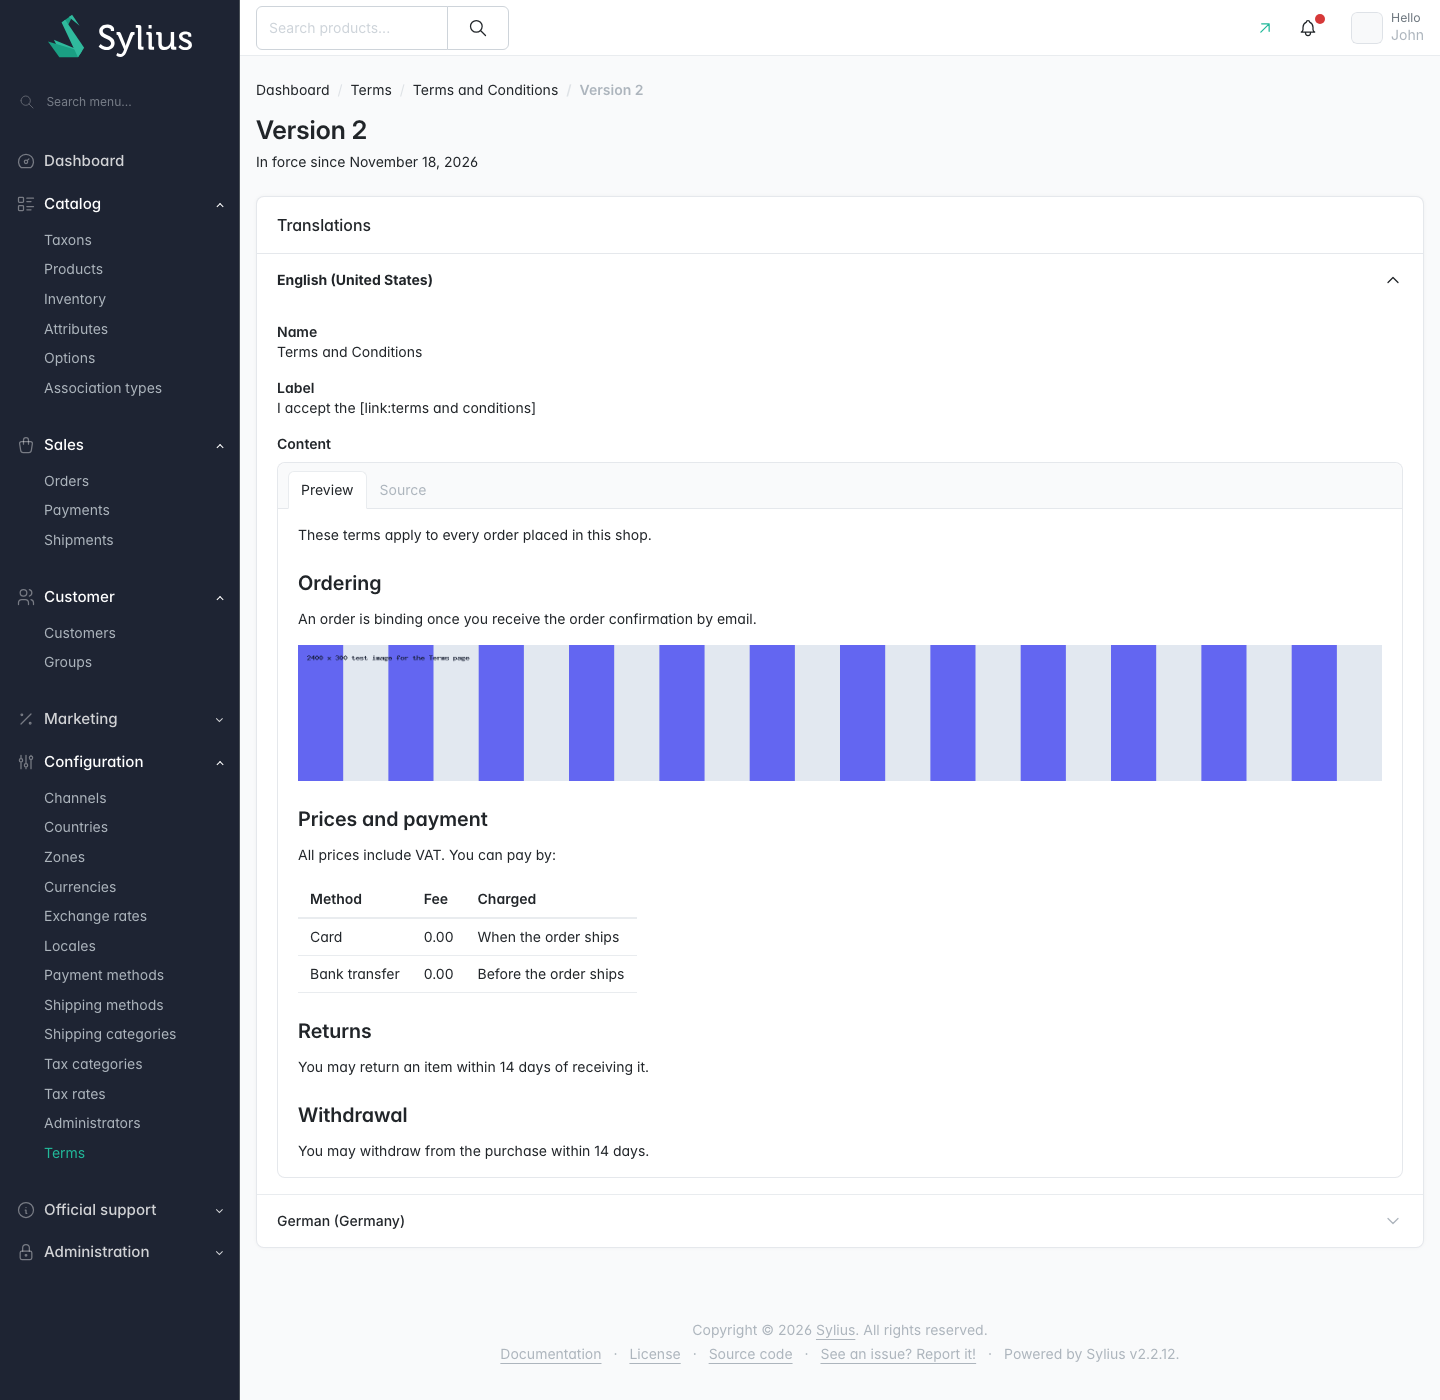 Sylius
Search products...
Hello
John
Search menu...
Dashboard
Catalog
Taxons
Products
Inventory
Attributes
Options
Association types
Sales
Orders
Payments
Shipments
Customer
Customers
Groups
Marketing
Configuration
Channels
Countries
Zones
Currencies
Exchange rates
Locales
Payment methods
Shipping methods
Shipping categories
Tax categories
Tax rates
Administrators
Terms
Official support
Administration
Dashboard / Terms / Terms and Conditions / Version 2
Version 2
In force since November 18, 2026
Translations
English (United States)
Name
Terms and Conditions
Label
I accept the [link:terms and conditions]
Content
Preview Source
These terms apply to every order placed in this shop.
Ordering
An order is binding once you receive the order confirmation by email.
2400 x 300 test image for the Terms page
Prices and payment
All prices include VAT. You can pay by:
Method Fee Charged
Card 0.00 When the order ships
Bank transfer 0.00 Before the order ships
Returns
You may return an item within 14 days of receiving it.
Withdrawal
You may withdraw from the purchase within 14 days.
German (Germany)
Copyright © 2026 Sylius. All rights reserved.
Documentation · License · Source code · See an issue? Report it! · Powered by Sylius v2.2.12.